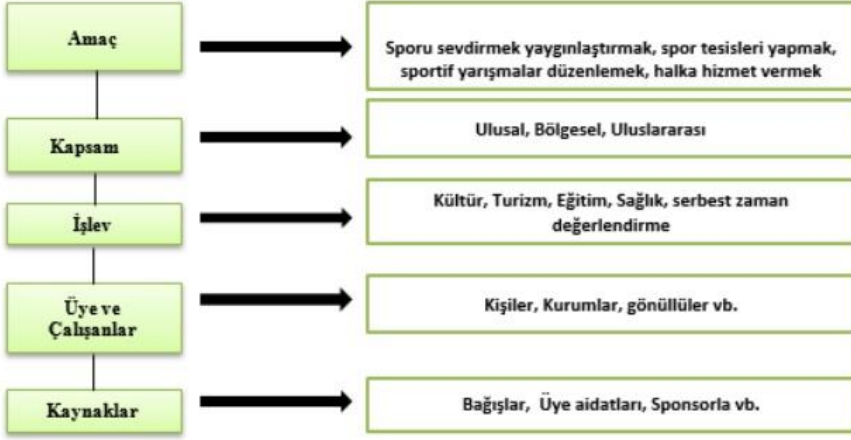 Amaç
Sporu sevdirmek yaygınlaştırmak, spor tesisleri yapmak,
sportif yarışmalar düzenlemek, halka hizmet vermek
Kapsam
Ulusal, Bölgesel, Uluslararası
İşlev
Kültür, Turizm, Eğitim, Sağlık, serbest zaman
değerlendirme
Üye ve
Çalışanlar
Kişiler, Kurumlar, gönüllüler vb.
Kaynaklar
Bağışlar, Üye aidatları, Sponsorla vb.